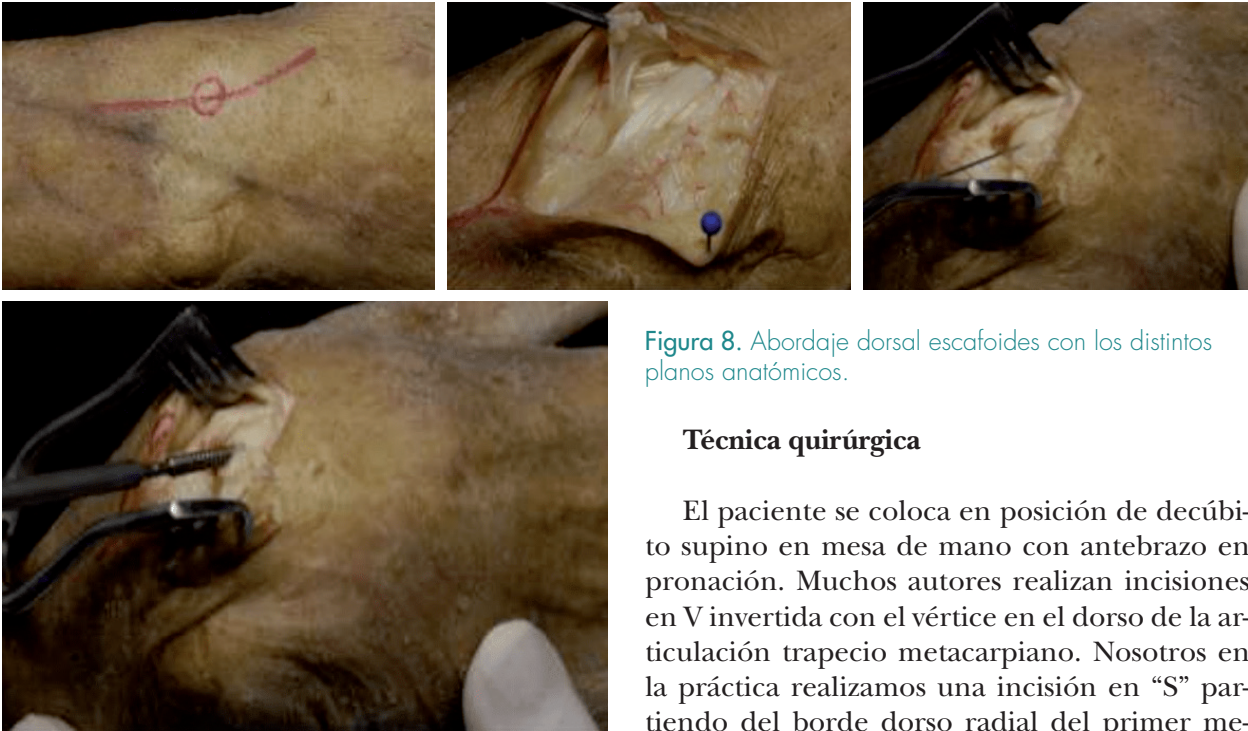 Figura 8. Abordaje dorsal escafoides con los distintos
planos anatómicos.
Técnica quirúrgica
El paciente se coloca en posición de decúbi-
to supino en mesa de mano con antebrazo en
pronación. Muchos autores realizan incisiones
en V invertida con el vértice en el dorso de la ar-
ticulación trapecio metacarpiano. Nosotros en
la práctica realizamos una incisión en “S” par-
tiendo del borde dorso radial del primer me-